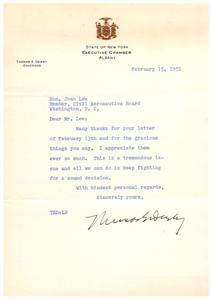 STATE OF NEW YORK
EXECUTIVE CHAMBER
ALBANY
THOMAS E. DEWEY
GOVERNOR
February 15, 1951
Hon. Josh Lee
Member, Civil Aeronautics Board
Washington, D. C.
Dear Mr. Lee:
Many thanks for your letter
of February 13th and for the gracious
things you say. I appreciate them
ever so much. This is a tremendous is-
sue and all we can do is keep fighting
for a sound decision.
With kindest personal regards,
Sincerely yours,
TED:LB
Thomas E. Dewey